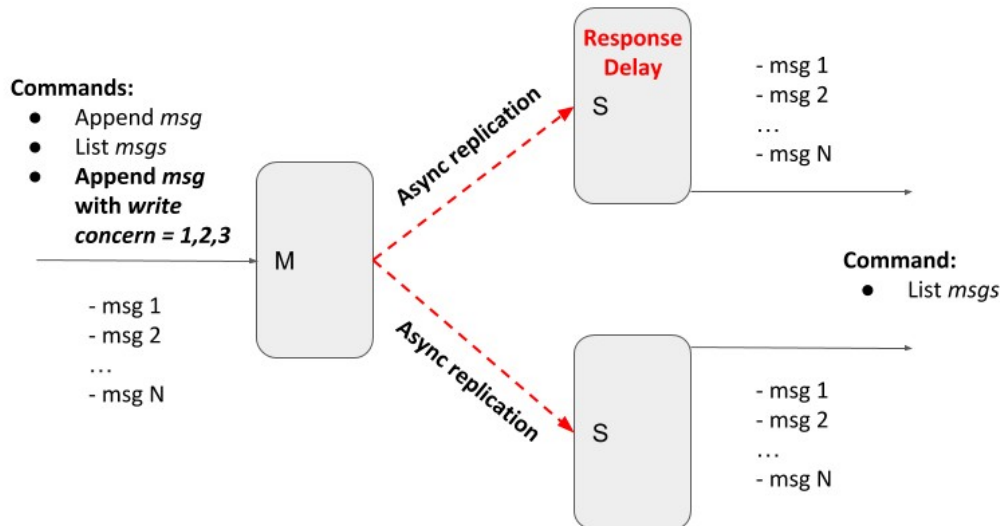 Commands:
● Append msg
● List msgs
● Append msg
with write
concern = 1,2,3
M
- msg 1
- msg 2
...
- msg N
Async replication
Async replication
Response
Delay
S
- msg 1
- msg 2
...
- msg N
Command:
● List msgs
S
- msg 1
- msg 2
...
- msg N